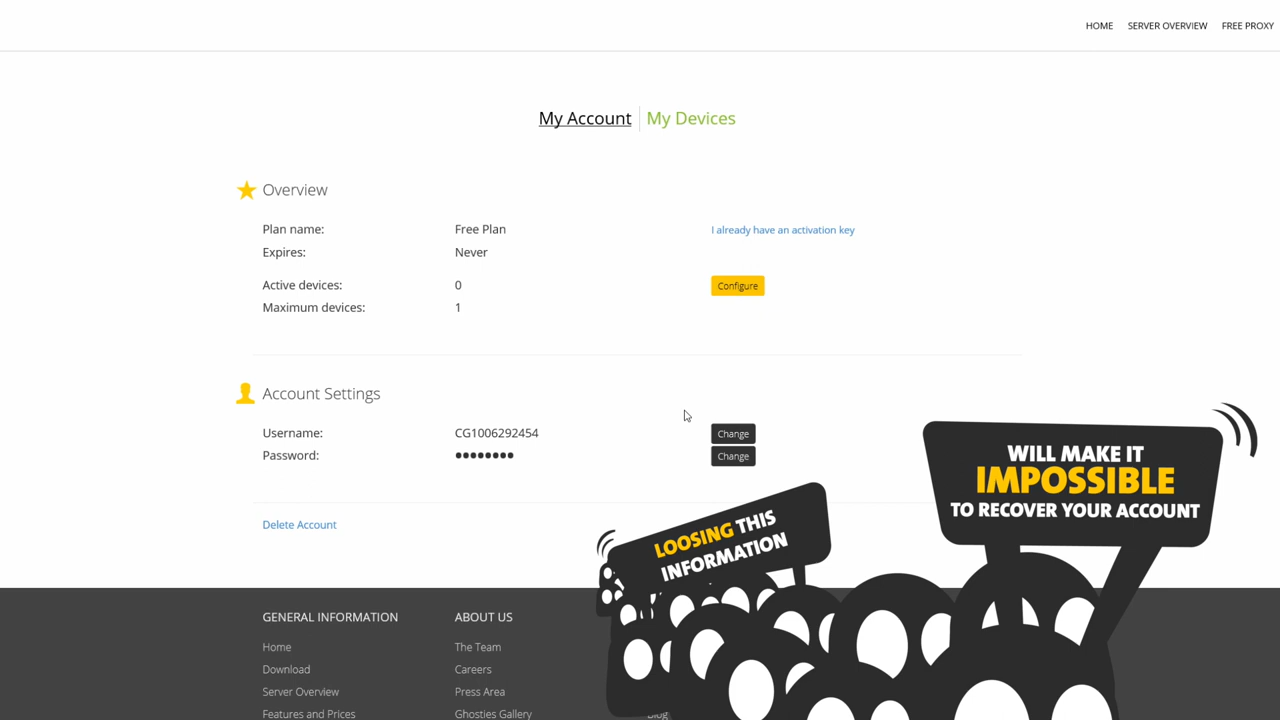 HOME SERVER OVERVIEW FREE PROXY
My Account My Devices
Overview
Plan name: Free Plan I already have an activation key
Expires: Never
Active devices: 0 Configure
Maximum devices: 1
Account Settings
Username: CG1006292454 Change
Password: •••••••• Change
Delete Account
LOOSING THIS
INFORMATION
WILL MAKE IT
IMPOSSIBLE
TO RECOVER YOUR ACCOUNT
GENERAL INFORMATION ABOUT US
Home The Team
Download Careers
Server Overview Press Area
Features and Prices Ghosties Gallery Blog